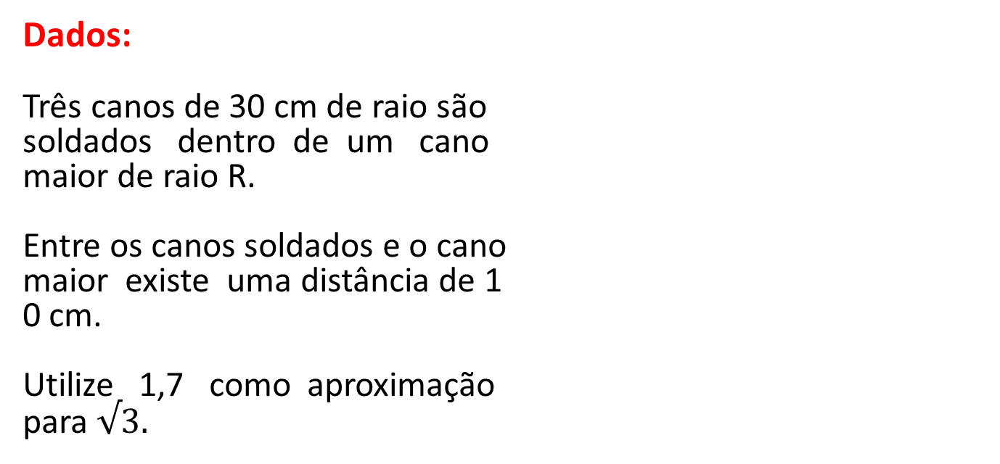 Dados:
Três canos de 30 cm de raio são
soldados dentro de um cano
maior de raio R.
Entre os canos soldados e o cano
maior existe uma distância de 1
0 cm.
Utilize 1,7 como aproximação
para √3.